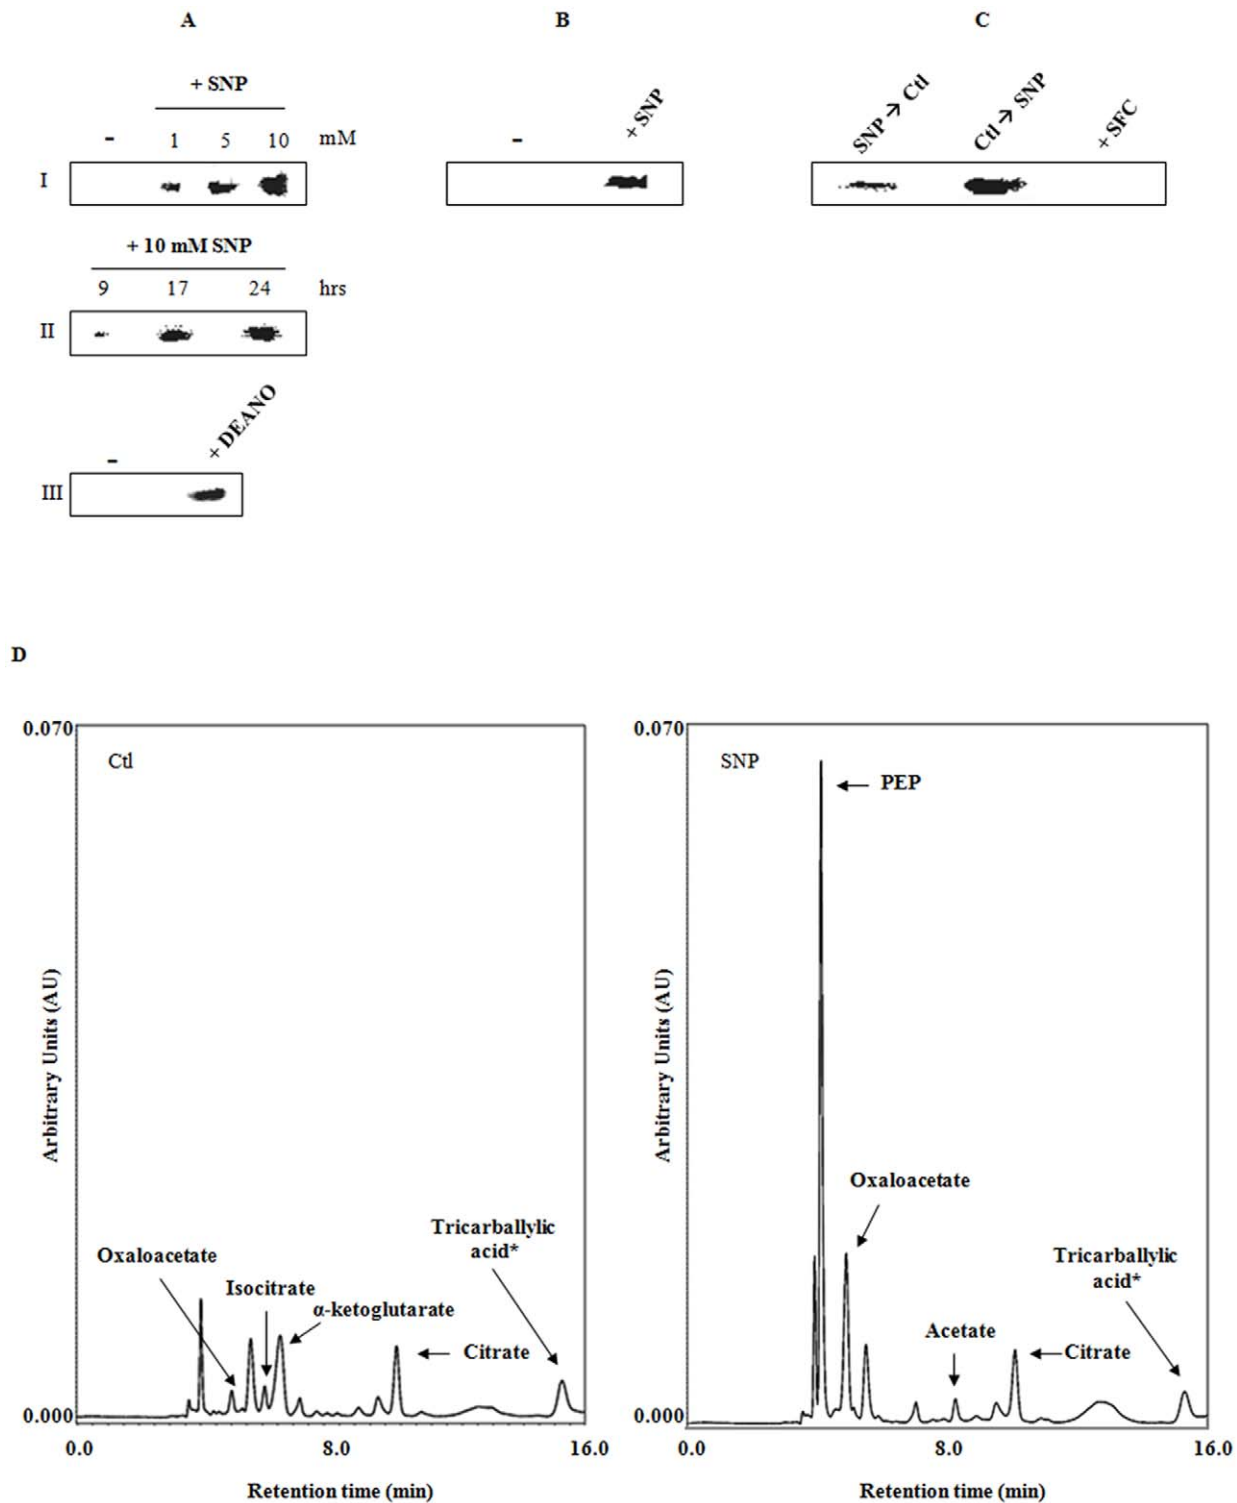 A
B
C
+ SNP
- 1 5 10 mM
I
- + SNP
SNP → Ctl
Ctl → SNP
+ SFC
+ 10 mM SNP
9 17 24 hrs
II
- + DEANO
III
D
0.070
Ctl
Arbitrary Units (AU)
Oxaloacetate
Isocitrate
α-ketoglutarate
Tricarballylic
acid*
Citrate
0.000
0.0 8.0 16.0
Retention time (min)
0.070
SNP
PEP
Arbitrary Units (AU)
Oxaloacetate
Acetate
Tricarballylic
acid*
Citrate
0.000
0.0 8.0 16.0
Retention time (min)